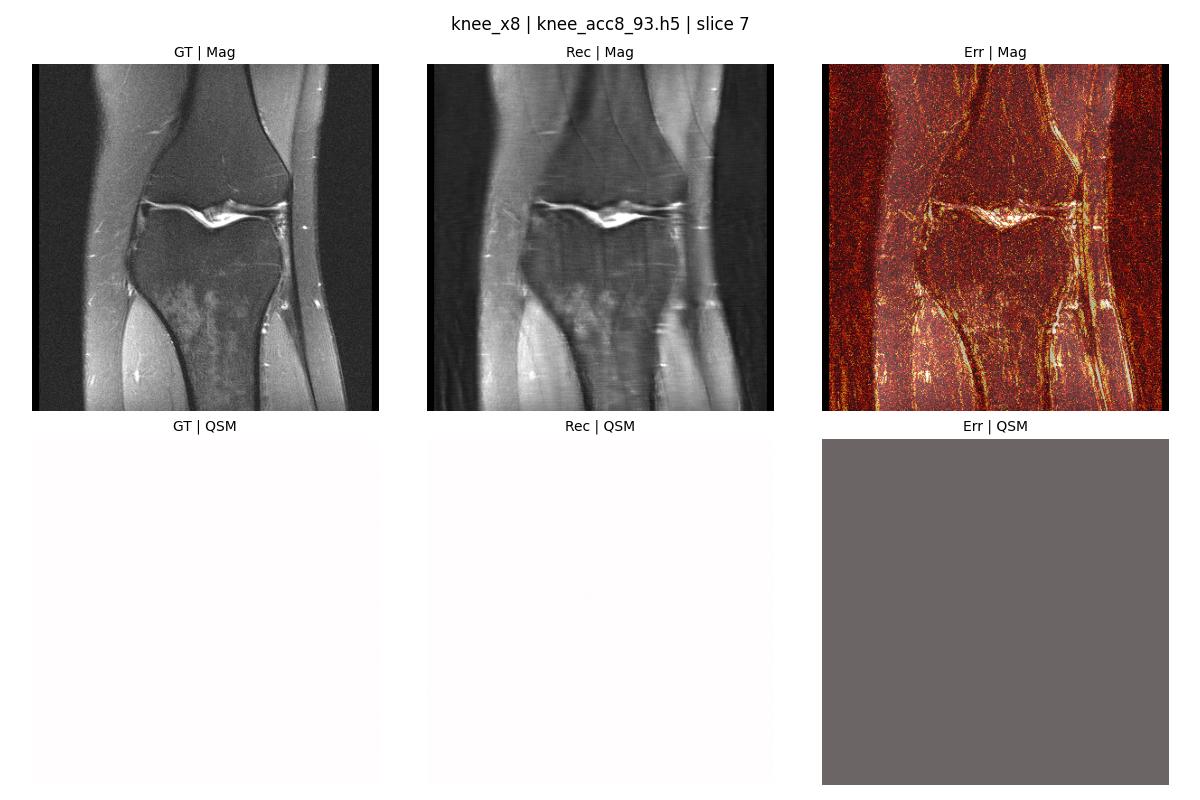 knee_x8 | knee_acc8_93.h5 | slice 7
GT | Mag
Rec | Mag
Err | Mag
GT | QSM
Rec | QSM
Err | QSM